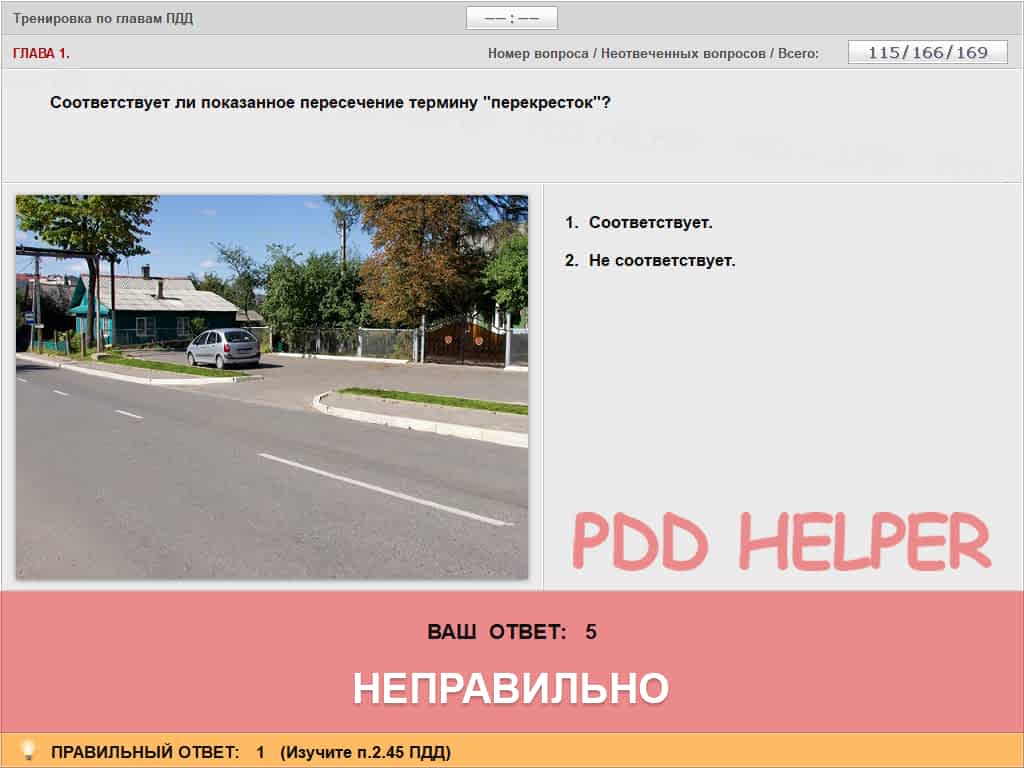 Тренировка по главам ПДД
—— : ——
ГЛАВА 1.
Номер вопроса / Неотвеченных вопросов / Всего:
115/166/169
Соответствует ли показанное пересечение термину "перекресток"?
1. Соответствует.
2. Не соответствует.
PDD HELPER
ВАШ ОТВЕТ: 5
НЕПРАВИЛЬНО
ПРАВИЛЬНЫЙ ОТВЕТ: 1 (Изучите п.2.45 ПДД)